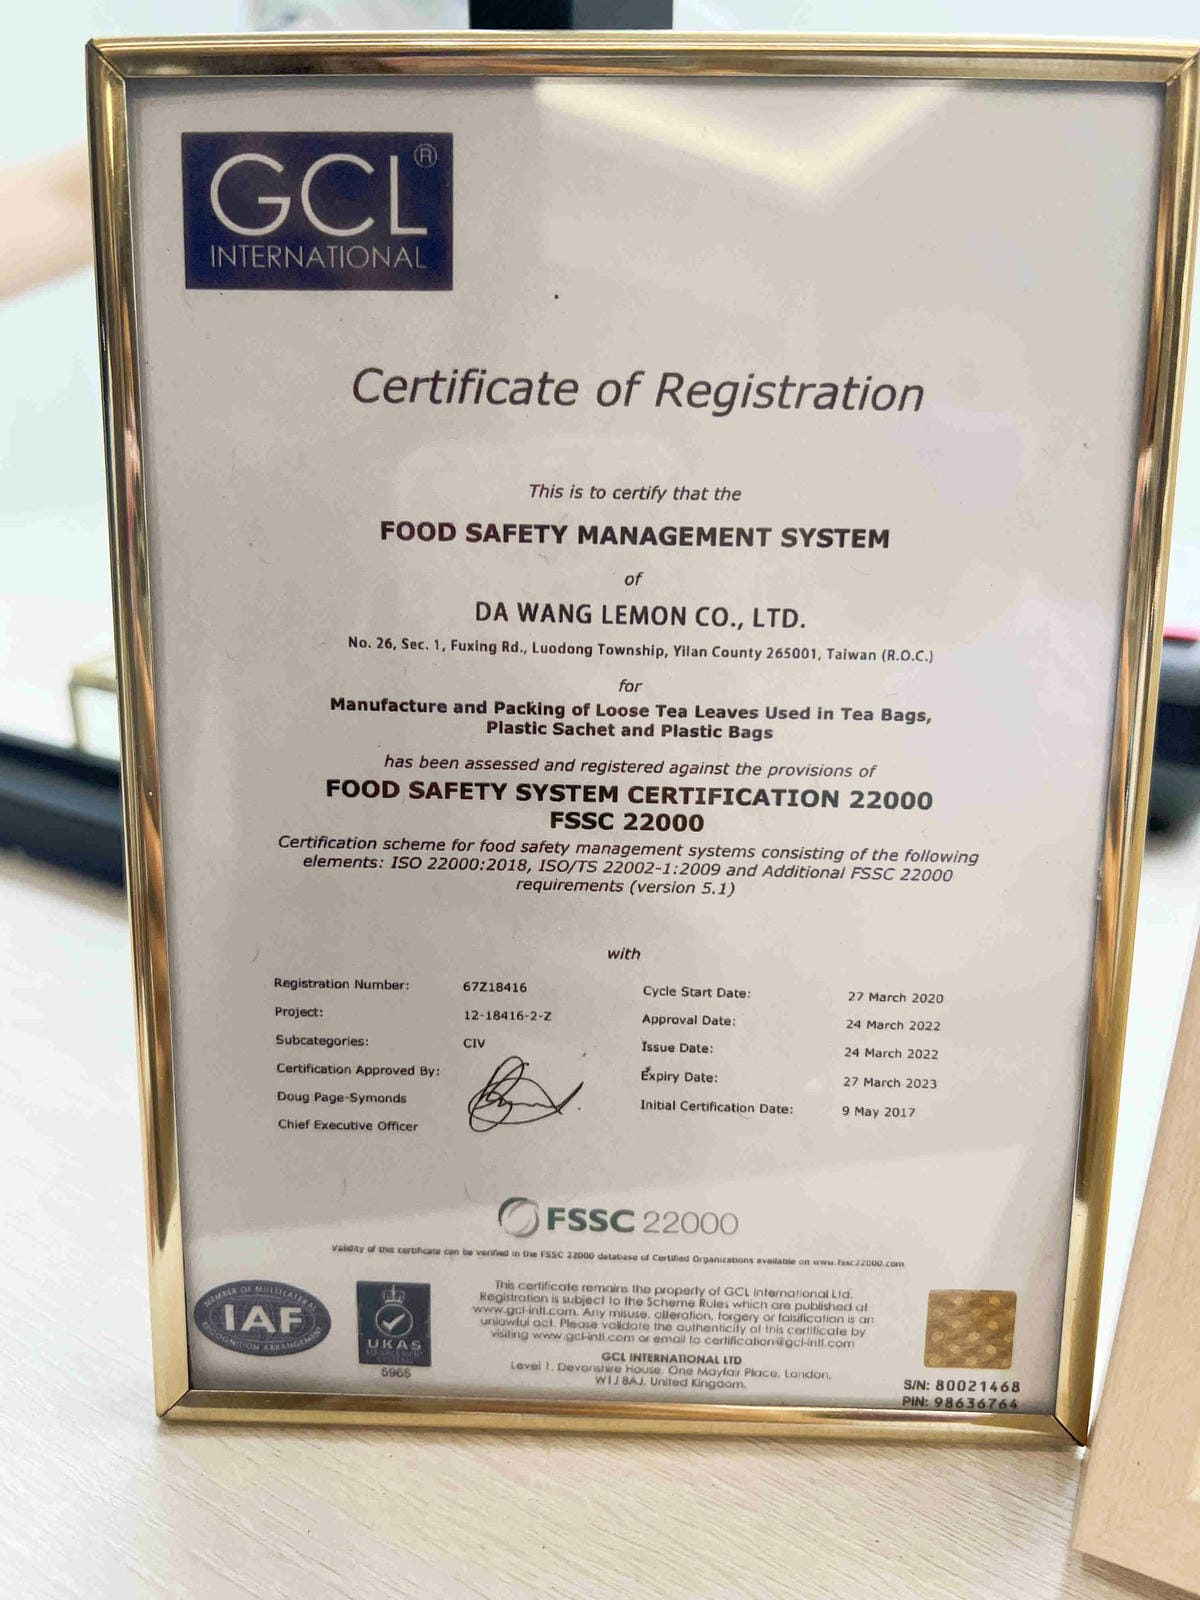 GCL®
INTERNATIONAL
Certificate of Registration
This is to certify that the
FOOD SAFETY MANAGEMENT SYSTEM
of
DA WANG LEMON CO., LTD.
No. 26, Sec. 1, Fuxing Rd., Luodong Township, Yilan County 265001, Taiwan (R.O.C.)
for
Manufacture and Packing of Loose Tea Leaves Used in Tea Bags,
Plastic Sachet and Plastic Bags
has been assessed and registered against the provisions of
FOOD SAFETY SYSTEM CERTIFICATION 22000
FSSC 22000
Certification scheme for food safety management systems consisting of the following
elements: ISO 22000:2018, ISO/TS 22002-1:2009 and Additional FSSC 22000
requirements (version 5.1)
with
Registration Number: 67Z18416
Project: 12-18416-2-Z
Subcategories: CIV
Certification Approved By:
Doug Page-Symonds
Chief Executive Officer
Cycle Start Date: 27 March 2020
Approval Date: 24 March 2022
Issue Date: 24 March 2022
Expiry Date: 27 March 2023
Initial Certification Date: 9 May 2017
FSSC 22000
Validity of this certificate can be verified in the FSSC 22000 database of Certified Organizations available on www.fssc22000.com
MEMBER OF MULTILATERAL
IAF
RECOGNITION ARRANGEMENT
UKAS
MANAGEMENT
SYSTEMS
5965
This certificate remains the property of GCL International Ltd.
Registration is subject to the Scheme Rules which are published at
www.gcl-intl.com. Any misuse, alteration, forgery or falsification is an
unlawful act. Please validate the authenticity of this certificate by
visiting www.gcl-intl.com or email to certification@gcl-intl.com
GCL INTERNATIONAL LTD
Level 1, Devonshire House, One Mayfair Place, London,
W1J 8AJ, United Kingdom.
S/N: 80021468
PIN: 98636764